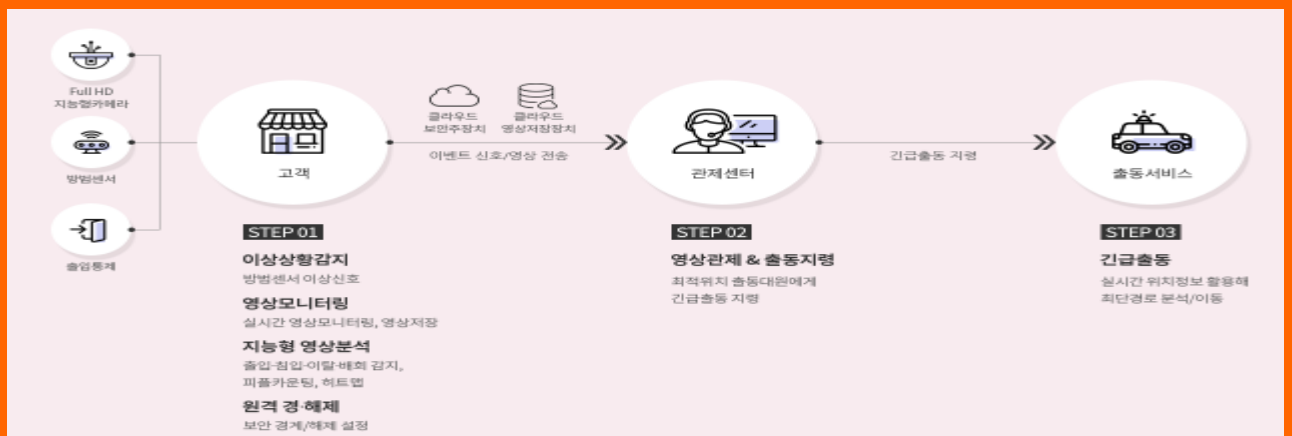 Full HD
지능형카메라
방범센서
출입통제
고객
클라우드
보안주장치
클라우드
영상저장장치
이벤트 신호/영상 전송
관제센터
긴급출동 지령
출동서비스
STEP 01
이상상황감지
방범센서 이상신호
영상모니터링
실시간 영상모니터링, 영상저장
지능형 영상분석
출입·침입·이탈·배회 감지,
피플카운팅, 히트맵
원격 경·해제
보안 경계/해제 설정
STEP 02
영상관제 & 출동지령
최적위치 출동대원에게
긴급출동 지령
STEP 03
긴급출동
실시간 위치정보 활용해
최단경로 분석/이동